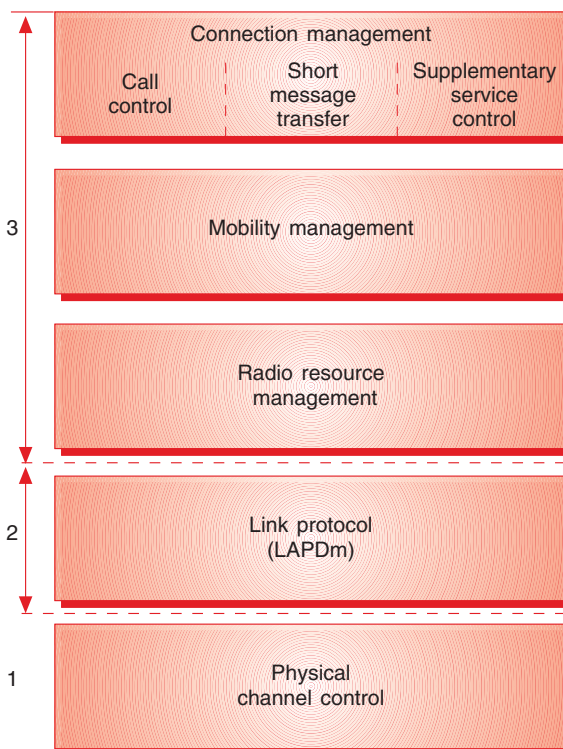 Connection management
Call
control
Short
message
transfer
Supplementary
service
control
3
Mobility management
Radio resource
management
2
Link protocol
(LAPDm)
1
Physical
channel control